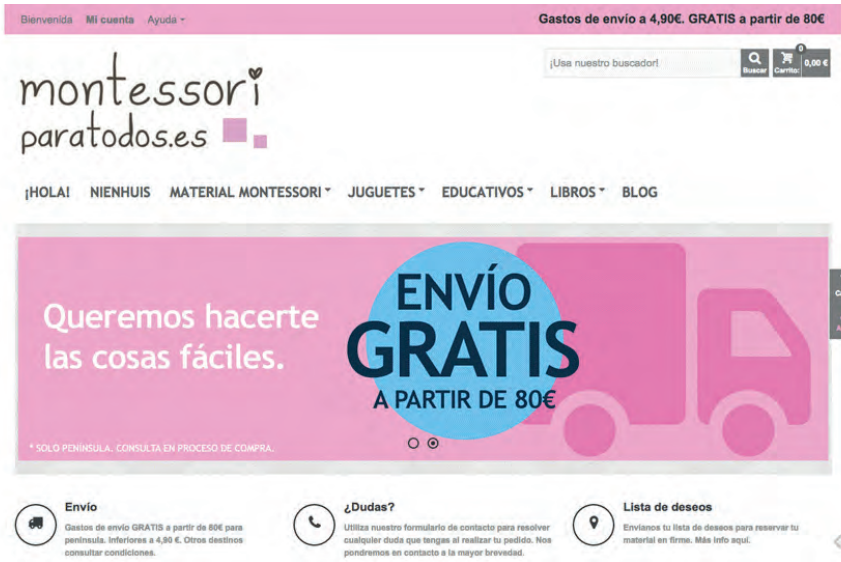 Bienvenida Mi cuenta Ayuda
Gastos de envío a 4,90€. GRATIS a partir de 80€
montessori
paratodos.es
¡Usa nuestro buscador!
Buscar
Carrito:
0
0,00 €
¡HOLA! NIENHUIS MATERIAL MONTESSORI JUGUETES EDUCATIVOS LIBROS BLOG
Queremos hacerte
las cosas fáciles.
ENVÍO
GRATIS
A PARTIR DE 80€
* SOLO PENÍNSULA. CONSULTA EN PROCESO DE COMPRA.
Envío
Gastos de envío GRATIS a partir de 80€ para
península. Inferiores a 4,90 €. Otros destinos
consultar condiciones.
¿Dudas?
Utiliza nuestro formulario de contacto para resolver
cualquier duda que tengas al realizar tu pedido. Nos
pondremos en contacto a la mayor brevedad.
Lista de deseos
Envíanos tu lista de deseos para reservar tu
material en firme. Más info aquí.